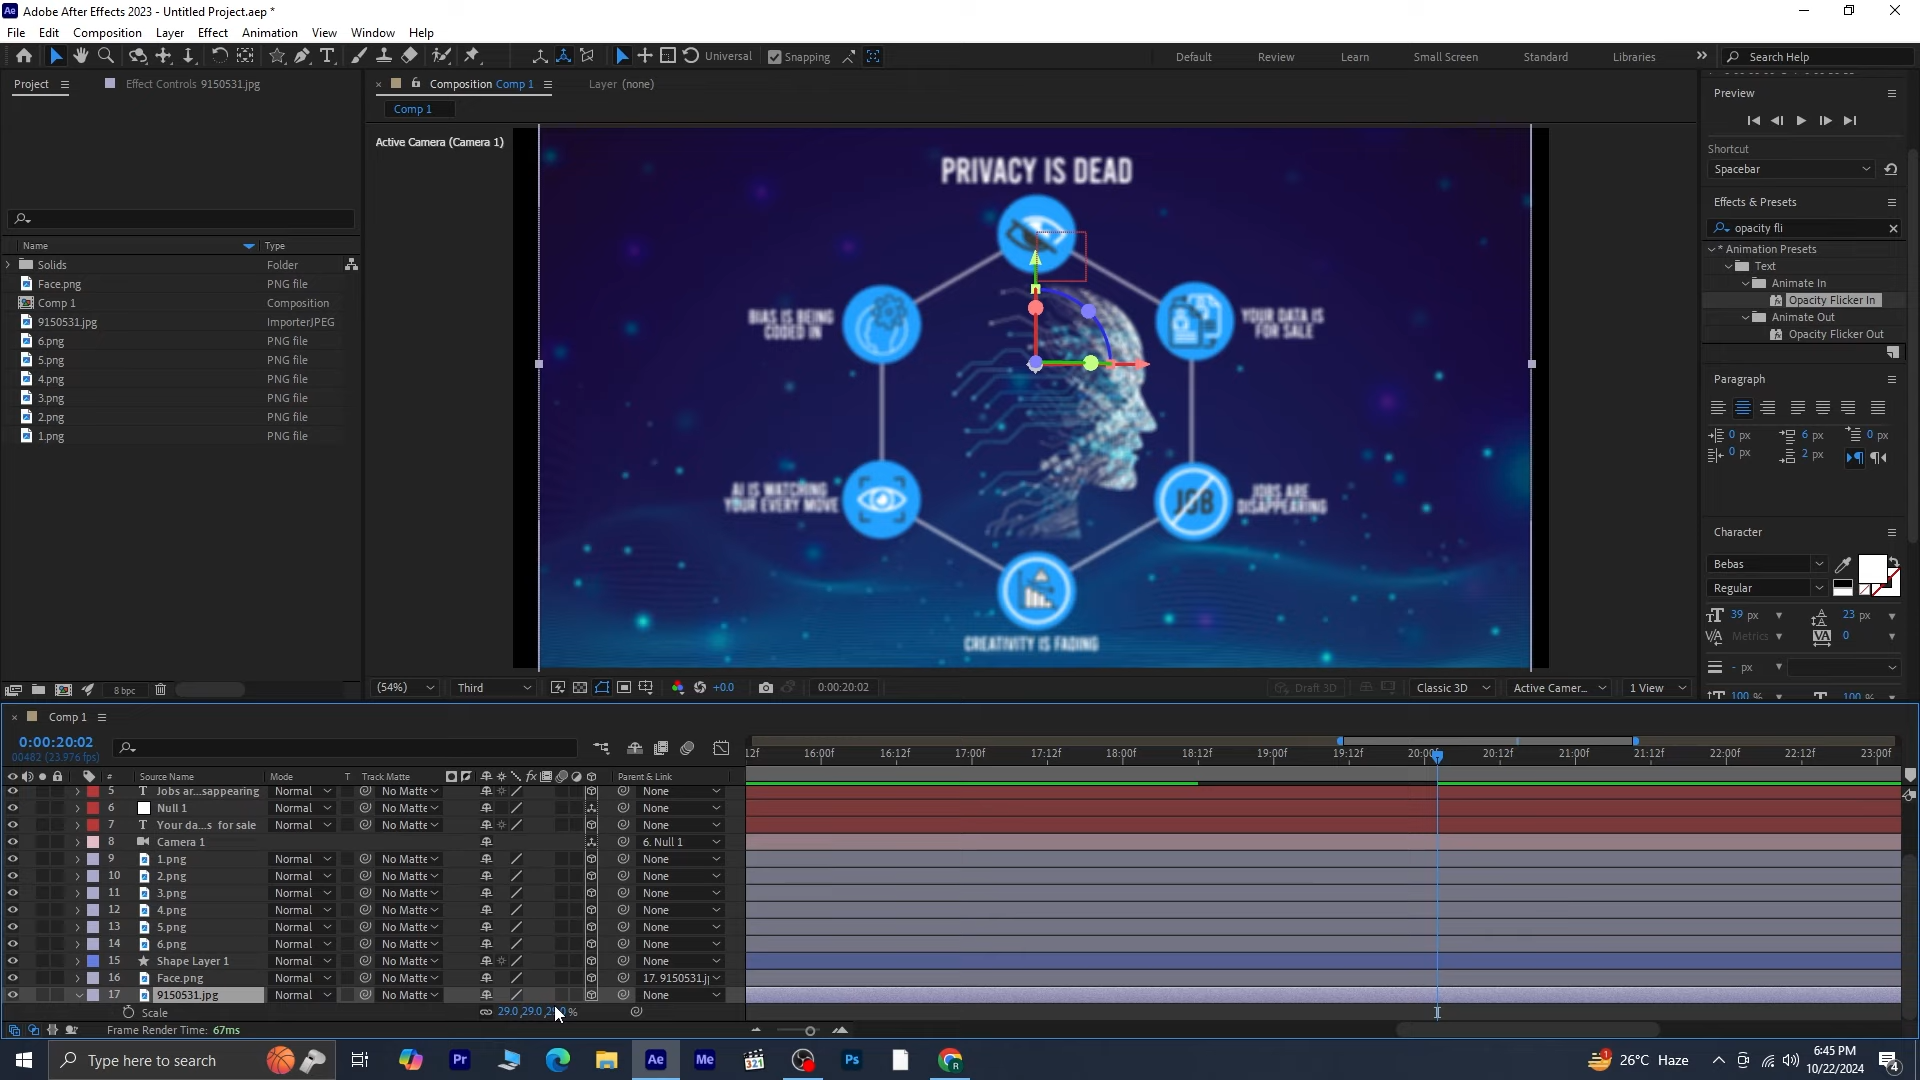 Adobe After Effects 2023 - Untitled Project.aep *
File Edit Composition Layer Effect Animation View Window Help
Universal Snapping Default Review Learn Small Screen Standard Libraries Search Help
Project Effect Controls 9150531.jpg
Composition Comp 1 Layer (none)
Comp 1
Active Camera (Camera 1)
Name Type
Solids Folder
Face.png PNG file
Comp 1 Composition
9150531.jpg ImporterJPEG
6.png PNG file
5.png PNG file
4.png PNG file
3.png PNG file
2.png PNG file
1.png PNG file
8 bpc
PRIVACY IS DEAD
BIAS IS BEING
CODED IN
YOUR DATA IS
FOR SALE
AI IS WATCHING
YOUR EVERY MOVE
JOB
JOBS ARE
DISAPPEARING
CREATIVITY IS FADING
(54%) Third +0.0 0:00:20:02 Draft 3D Classic 3D Active Camer... 1 View
Preview
Shortcut
Spacebar
Effects & Presets
opacity fli
* Animation Presets
Text
Animate In
Opacity Flicker In
Animate Out
Opacity Flicker Out
Paragraph
0 px 6 px 0 px
0 px 2 px
Character
Bebas
Regular
39 px 23 px
Metrics 0
- px
100 % 100 %
Comp 1
0:00:20:02
00482 (23.976 fps)
12f 16:00f 16:12f 17:00f 17:12f 18:00f 18:12f 19:00f 19:12f 20:00f 20:12f 21:00f 21:12f 22:00f 22:12f 23:00f
# Source Name Mode T Track Matte Parent & Link
5 Jobs ar...sappearing Normal No Matte None
6 Null 1 Normal No Matte None
7 Your da...s for sale Normal No Matte None
8 Camera 1 6. Null 1
9 1.png Normal No Matte None
10 2.png Normal No Matte None
11 3.png Normal No Matte None
12 4.png Normal No Matte None
13 5.png Normal No Matte None
14 6.png Normal No Matte None
15 Shape Layer 1 Normal No Matte None
16 Face.png Normal No Matte 17. 9150531.j
17 9150531.jpg Normal No Matte None
Scale 29.0,29.0,29.0%
Frame Render Time: 67ms
Type here to search
Pr Ae Me 321 Ps
26°C Haze
6:45 PM
10/22/2024